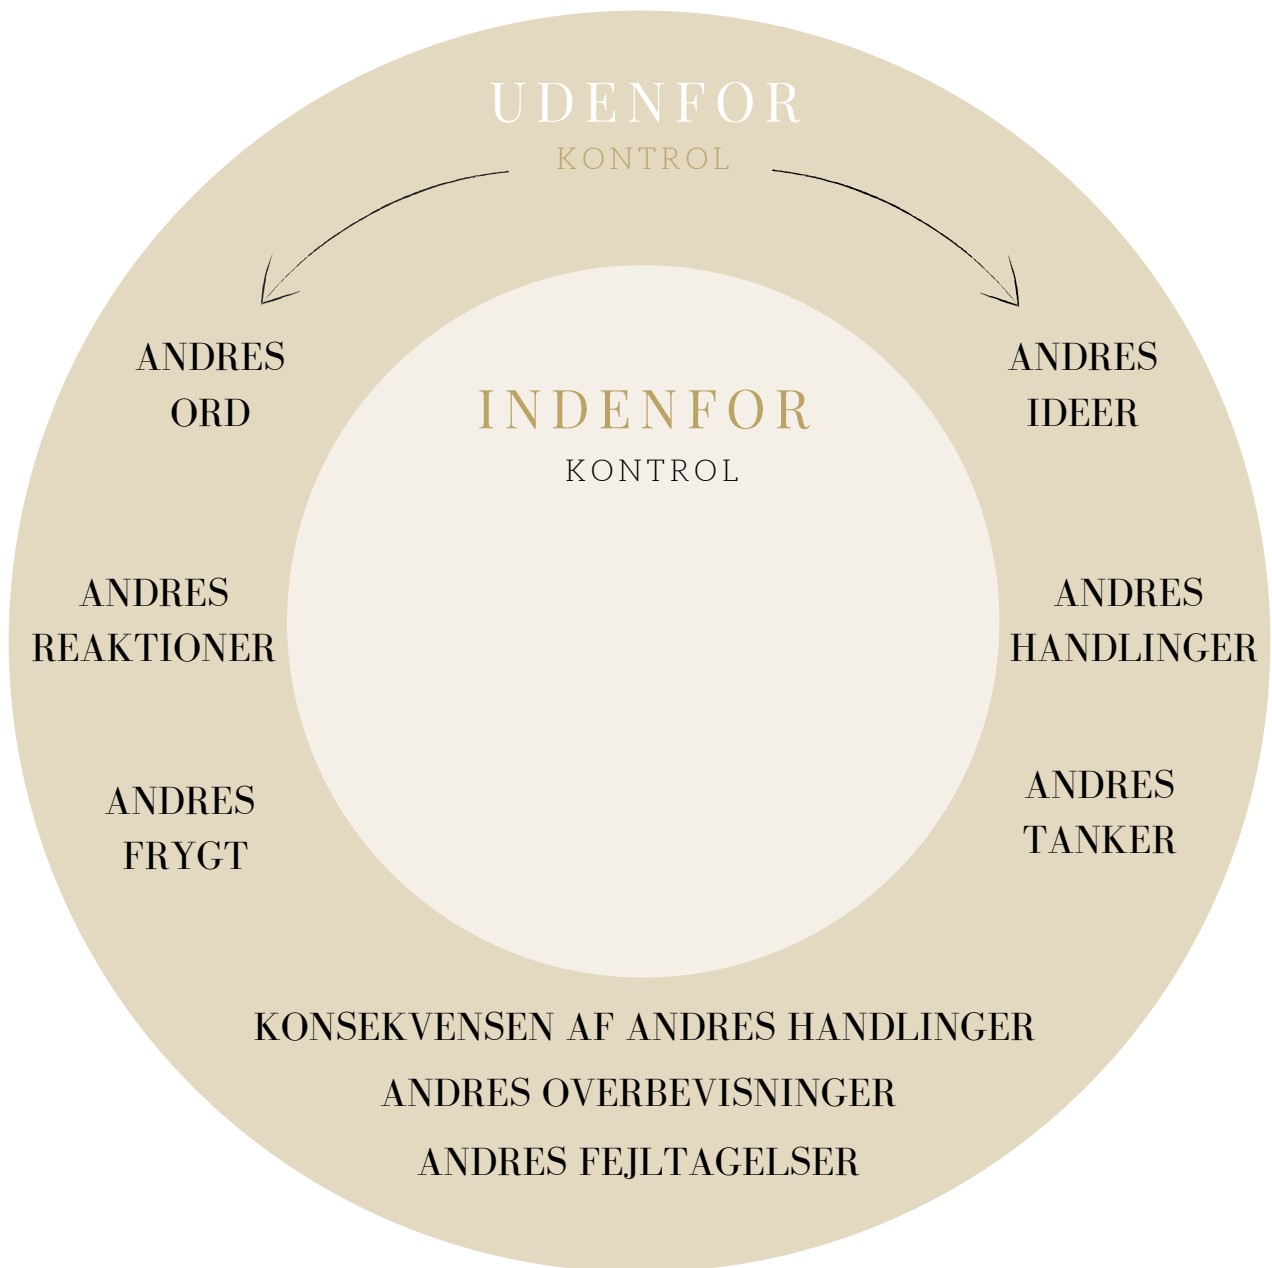 UDENFOR
KONTROL
ANDRES
ORD
ANDRES
IDEER
INDENFOR
KONTROL
ANDRES
REAKTIONER
ANDRES
HANDLINGER
ANDRES
FRYGT
ANDRES
TANKER
KONSEKVENSEN AF ANDRES HANDLINGER
ANDRES OVERBEVISNINGER
ANDRES FEJLTAGELSER